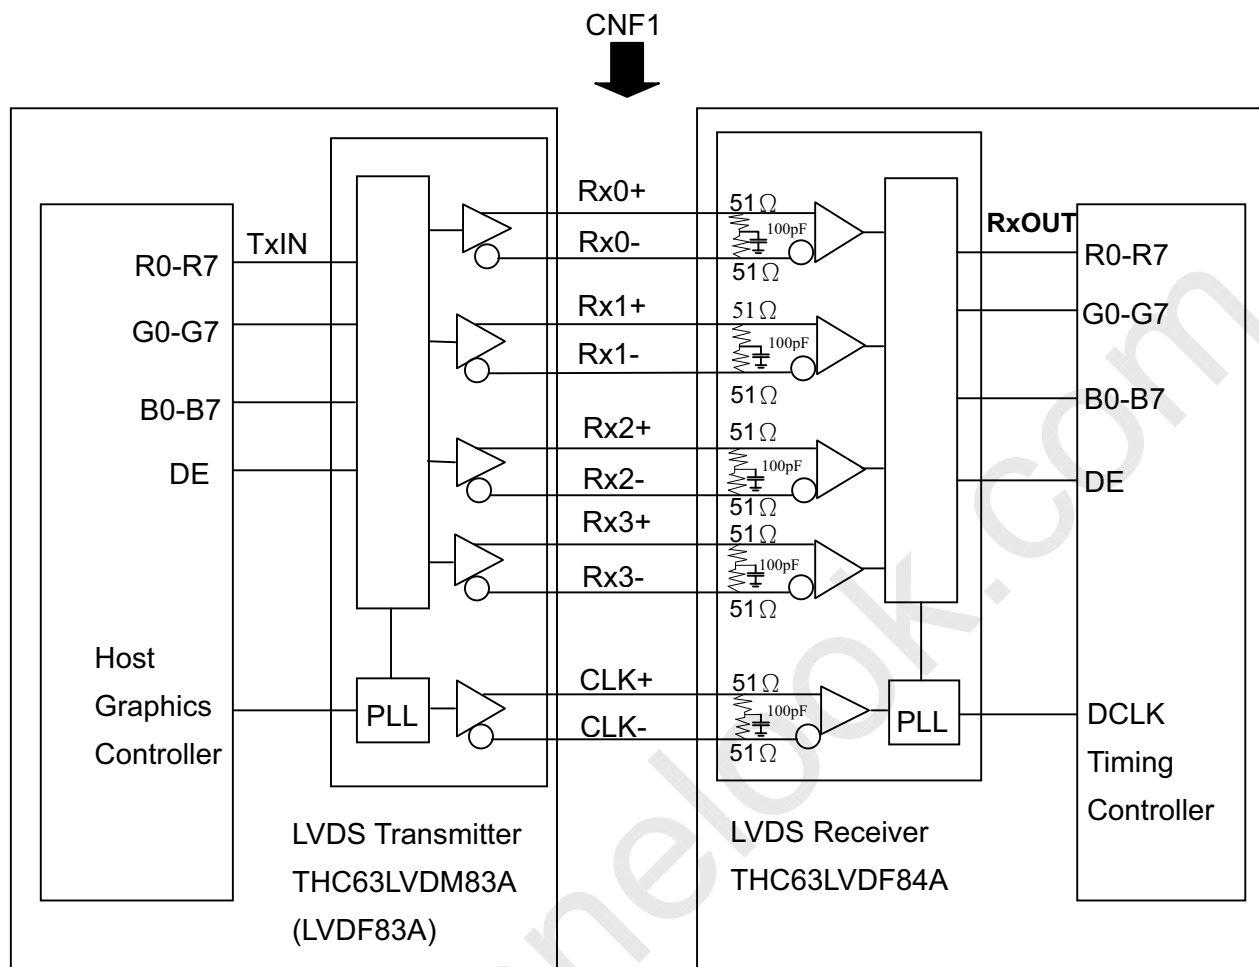 CNF1
TxIN
R0-R7
G0-G7
B0-B7
DE
Host
Graphics
Controller
PLL
LVDS Transmitter
THC63LVDM83A
(LVDF83A)
Rx0+
Rx0-
Rx1+
Rx1-
Rx2+
Rx2-
Rx3+
Rx3-
CLK+
CLK-
51Ω
100pF
51Ω
51Ω
100pF
51Ω
51Ω
100pF
51Ω
51Ω
100pF
51Ω
51Ω
100pF
51Ω
PLL
LVDS Receiver
THC63LVDF84A
RxOUT
R0-R7
G0-G7
B0-B7
DE
DCLK
Timing
Controller
nelook.com